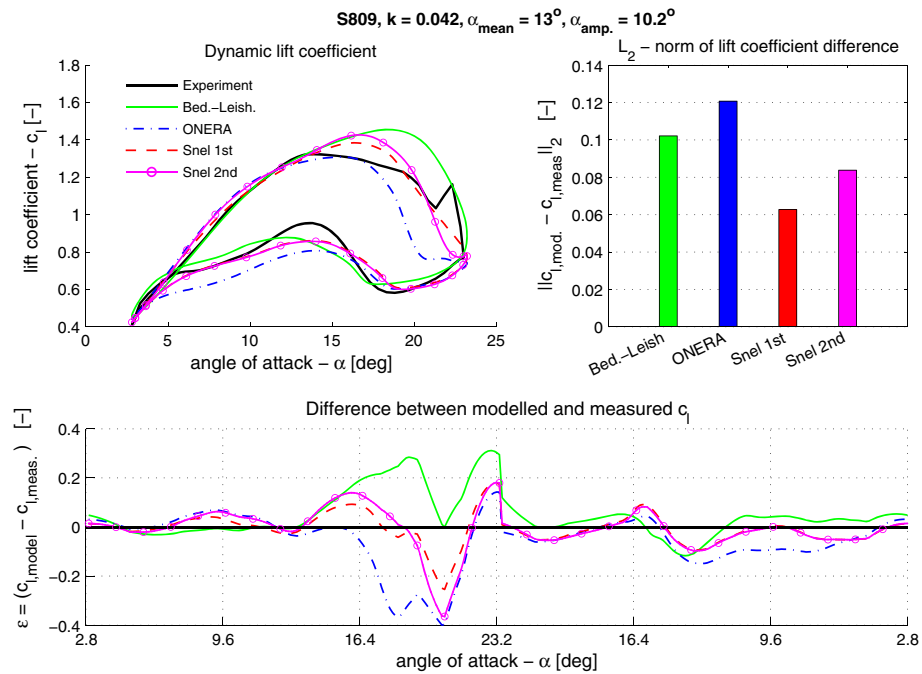 S809, k = 0.042, α_mean = 13°, α_amp. = 10.2°
Dynamic lift coefficient
lift coefficient – c_l [–]
1.8
1.6
1.4
1.2
1.0
0.8
0.6
0.4
Experiment
Bed.–Leish.
ONERA
Snel 1st
Snel 2nd
0
5
10
15
20
25
angle of attack – α [deg]
L_2 – norm of lift coefficient difference
||c_l,mod. – c_l,meas||_2 [–]
0.14
0.12
0.10
0.08
0.06
0.04
0.02
0
Bed.–Leish
ONERA
Snel 1st
Snel 2nd
Difference between modelled and measured c_l
ε = (c_l,model – c_l,meas.) [–]
0.4
0.2
0
–0.2
–0.4
2.8
9.6
16.4
23.2
16.4
9.6
2.8
angle of attack – α [deg]